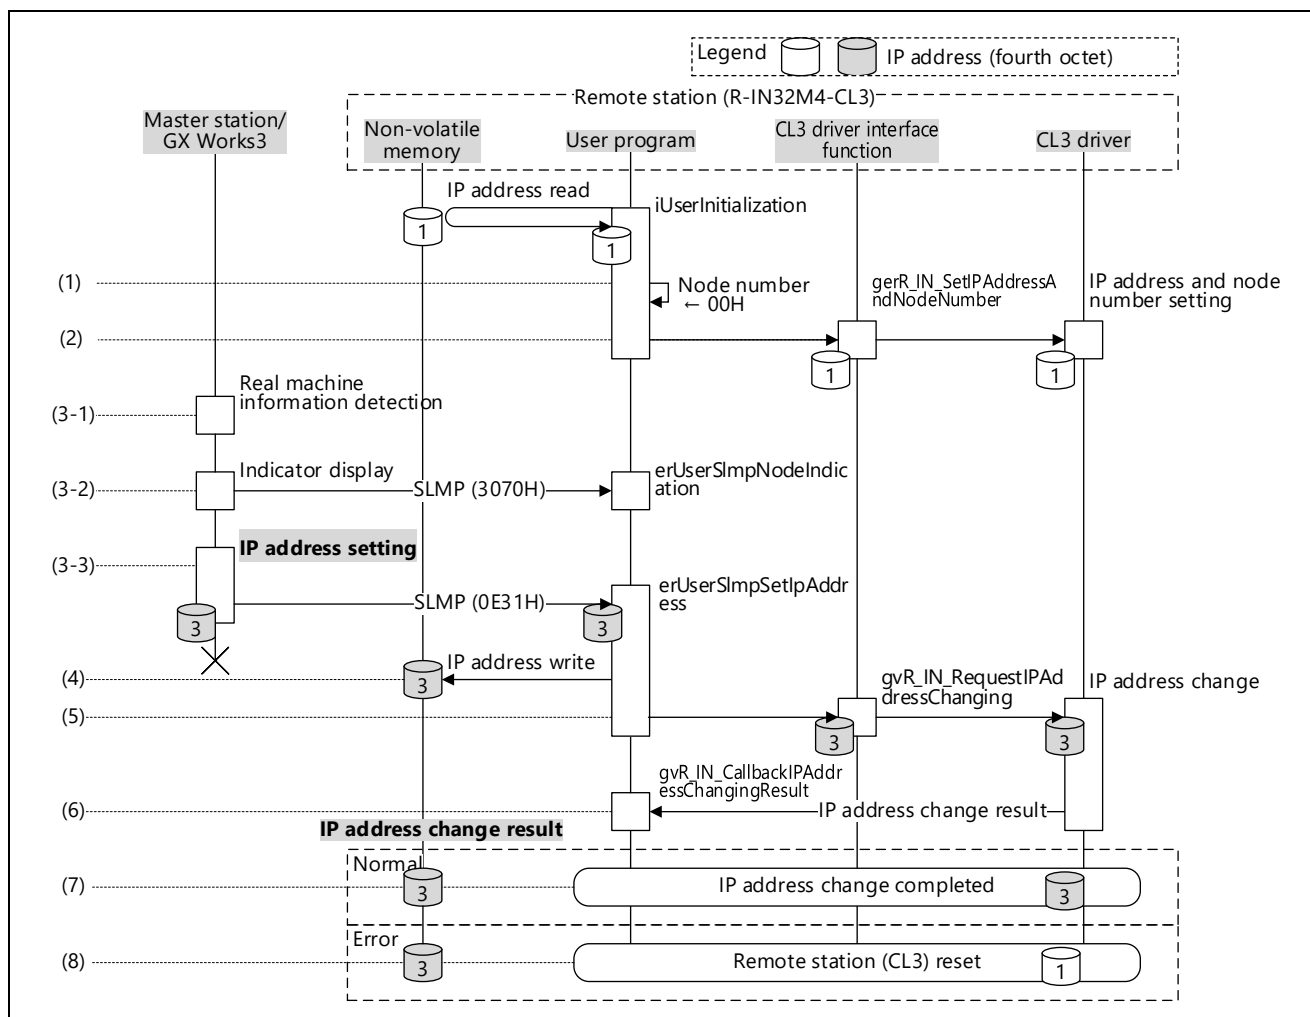 Legend
IP address (fourth octet)
Remote station (R-IN32M4-CL3)
Master station/
GX Works3
Non-volatile
memory
User program
CL3 driver interface
function
CL3 driver
IP address read
iUserInitialization
1
1
(1)
Node number
← 00H
gerR_IN_SetIPAddressA
ndNodeNumber
IP address and node
number setting
(2)
1
1
(3-1)
Real machine
information detection
(3-2)
Indicator display
SLMP (3070H)
erUserSlmpNodeIndic
ation
(3-3)
IP address setting
3
SLMP (0E31H)
3
erUserSlmpSetIpAddr
ess
(4)
3
IP address write
gvR_IN_RequestIPAd
dressChanging
IP address change
(5)
3
3
gvR_IN_CallbackIPAddr
essChangingResult
(6)
IP address change result
IP address change result
Normal
(7)
3
IP address change completed
3
Error
(8)
3
Remote station (CL3) reset
1